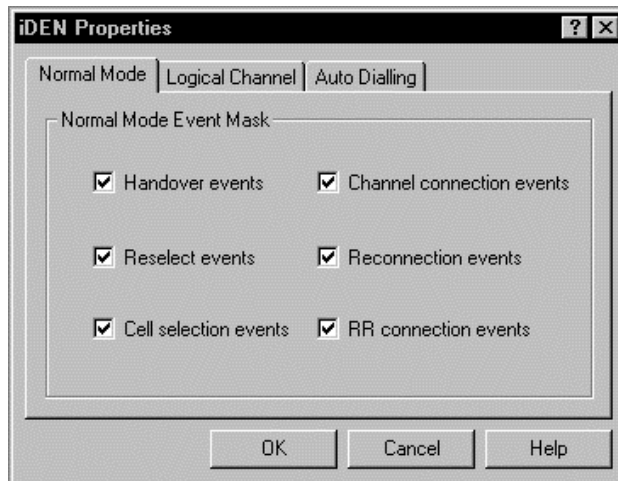 iDEN Properties
Normal Mode Logical Channel Auto Dialling
Normal Mode Event Mask
Handover events Channel connection events
Reselect events Reconnection events
Cell selection events RR connection events
OK Cancel Help